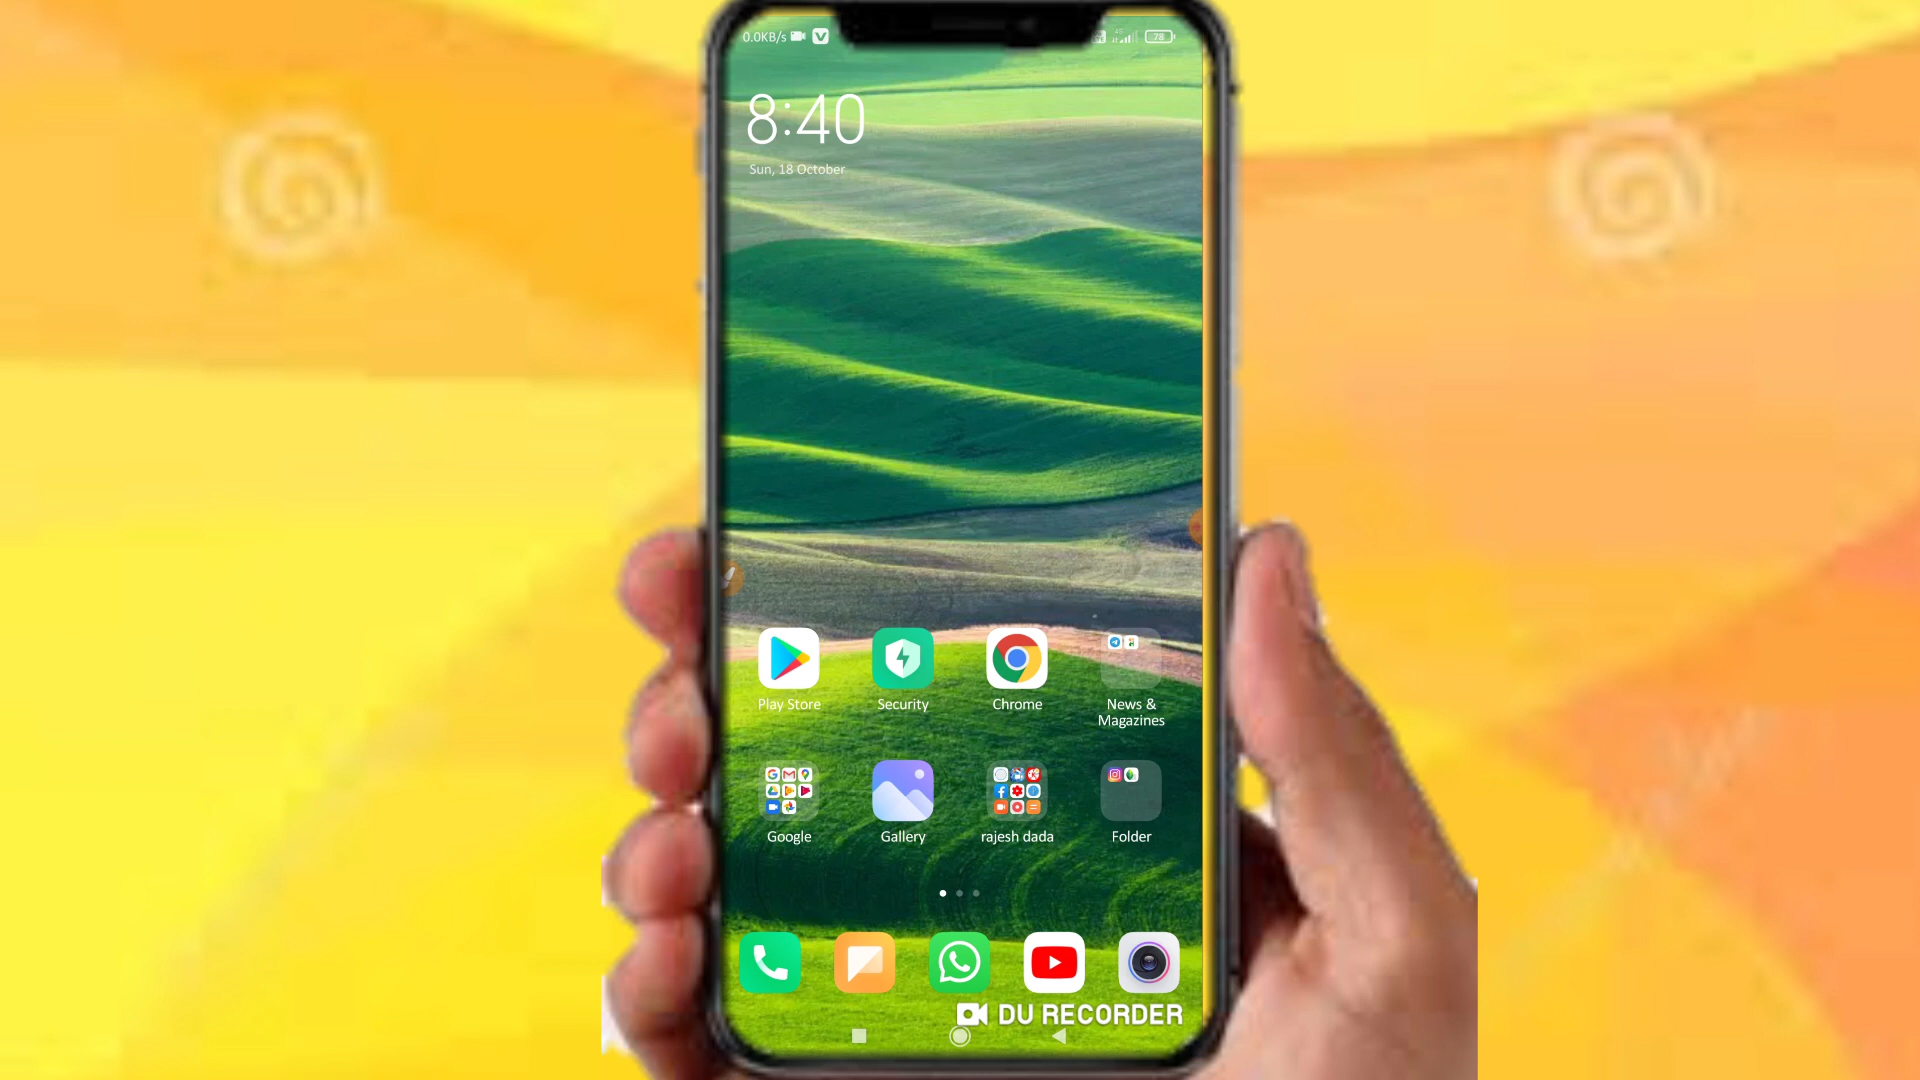 0.0KB/s
78
8:40
Sun, 18 October
Play Store
Security
Chrome
News &
Magazines
Google
Gallery
rajesh dada
Folder
DU RECORDER